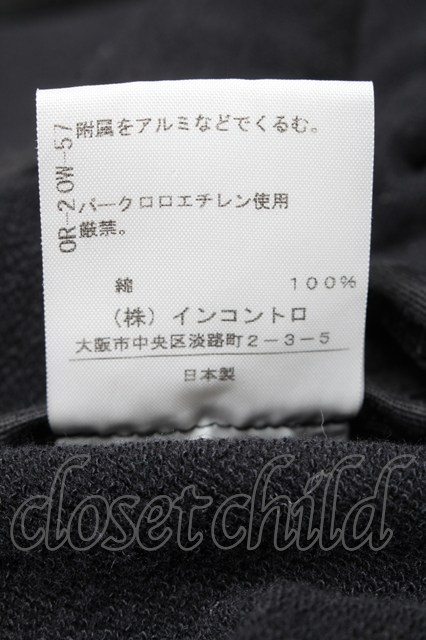 附属をアルミなどでくるむ。
パークロロエチレン使用
厳禁。
綿 100%
(株)インコントロ
大阪市中央区淡路町2-3-5
日本製
OR-20W-57
closet child